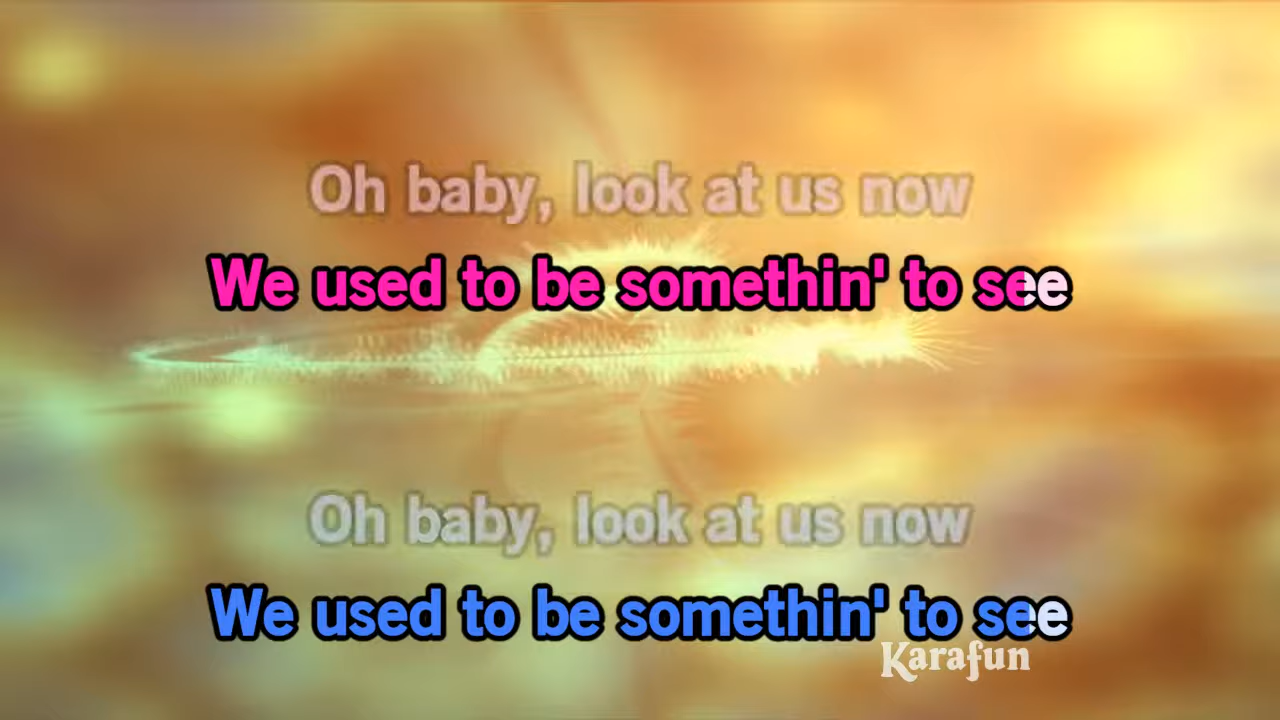 Oh baby, look at us now
We used to be somethin' to see
Oh baby, look at us now
We used to be somethin' to see
Karafun